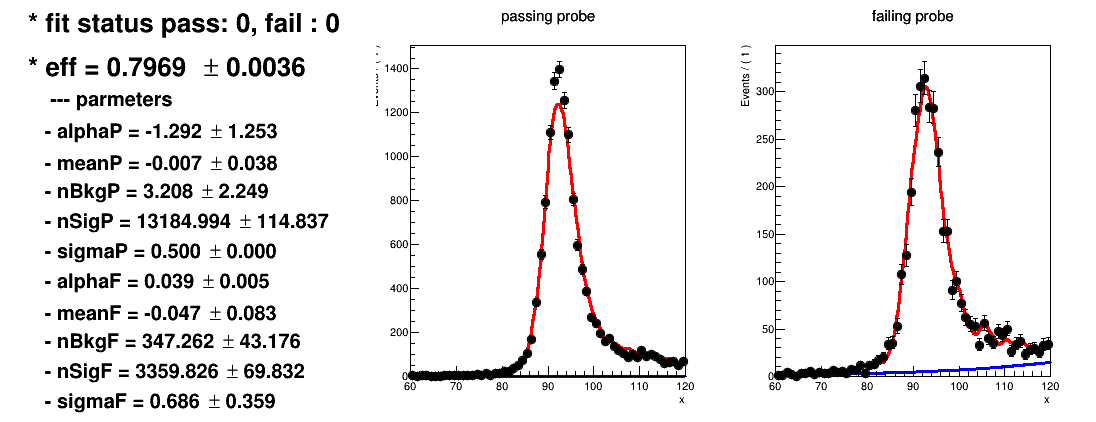 * fit status pass: 0, fail : 0
* eff = 0.7969 ± 0.0036
--- parmeters
- alphaP = -1.292 ± 1.253
- meanP = -0.007 ± 0.038
- nBkgP = 3.208 ± 2.249
- nSigP = 13184.994 ± 114.837
- sigmaP = 0.500 ± 0.000
- alphaF = 0.039 ± 0.005
- meanF = -0.047 ± 0.083
- nBkgF = 347.262 ± 43.176
- nSigF = 3359.826 ± 69.832
- sigmaF = 0.686 ± 0.359
passing probe
1400
1200
1000
800
600
400
200
0
60 70 80 90 100 110 120
x
failing probe
Events / ( 1 )
300
250
200
150
100
50
0
60 70 80 90 100 110 120
x